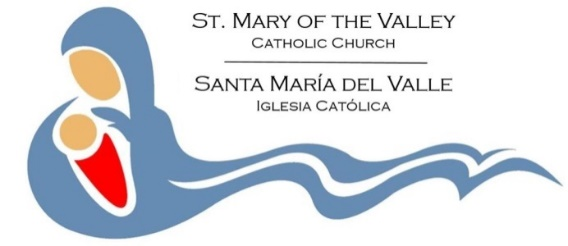 ST. MARY OF THE VALLEY
CATHOLIC CHURCH
SANTA MARÍA DEL VALLE
IGLESIA CATÓLICA